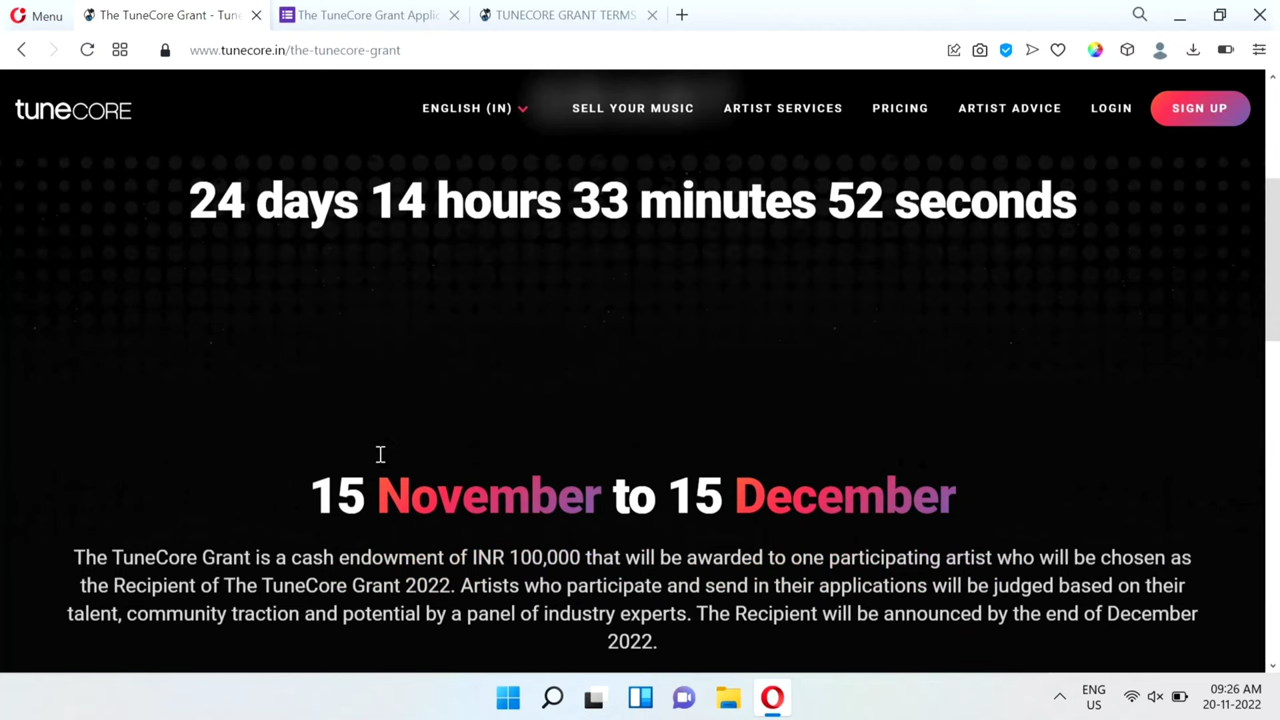 Menu
The TuneCore Grant - Tune
The TuneCore Grant Applic
TUNECORE GRANT TERMS
www.tunecore.in/the-tunecore-grant
tuneCORE
ENGLISH (IN)
SELL YOUR MUSIC
ARTIST SERVICES
PRICING
ARTIST ADVICE
LOGIN
SIGN UP
24 days 14 hours 33 minutes 52 seconds
15 November to 15 December
The TuneCore Grant is a cash endowment of INR 100,000 that will be awarded to one participating artist who will be chosen as
the Recipient of The TuneCore Grant 2022. Artists who participate and send in their applications will be judged based on their
talent, community traction and potential by a panel of industry experts. The Recipient will be announced by the end of December
2022.
ENG
US
09:26 AM
20-11-2022